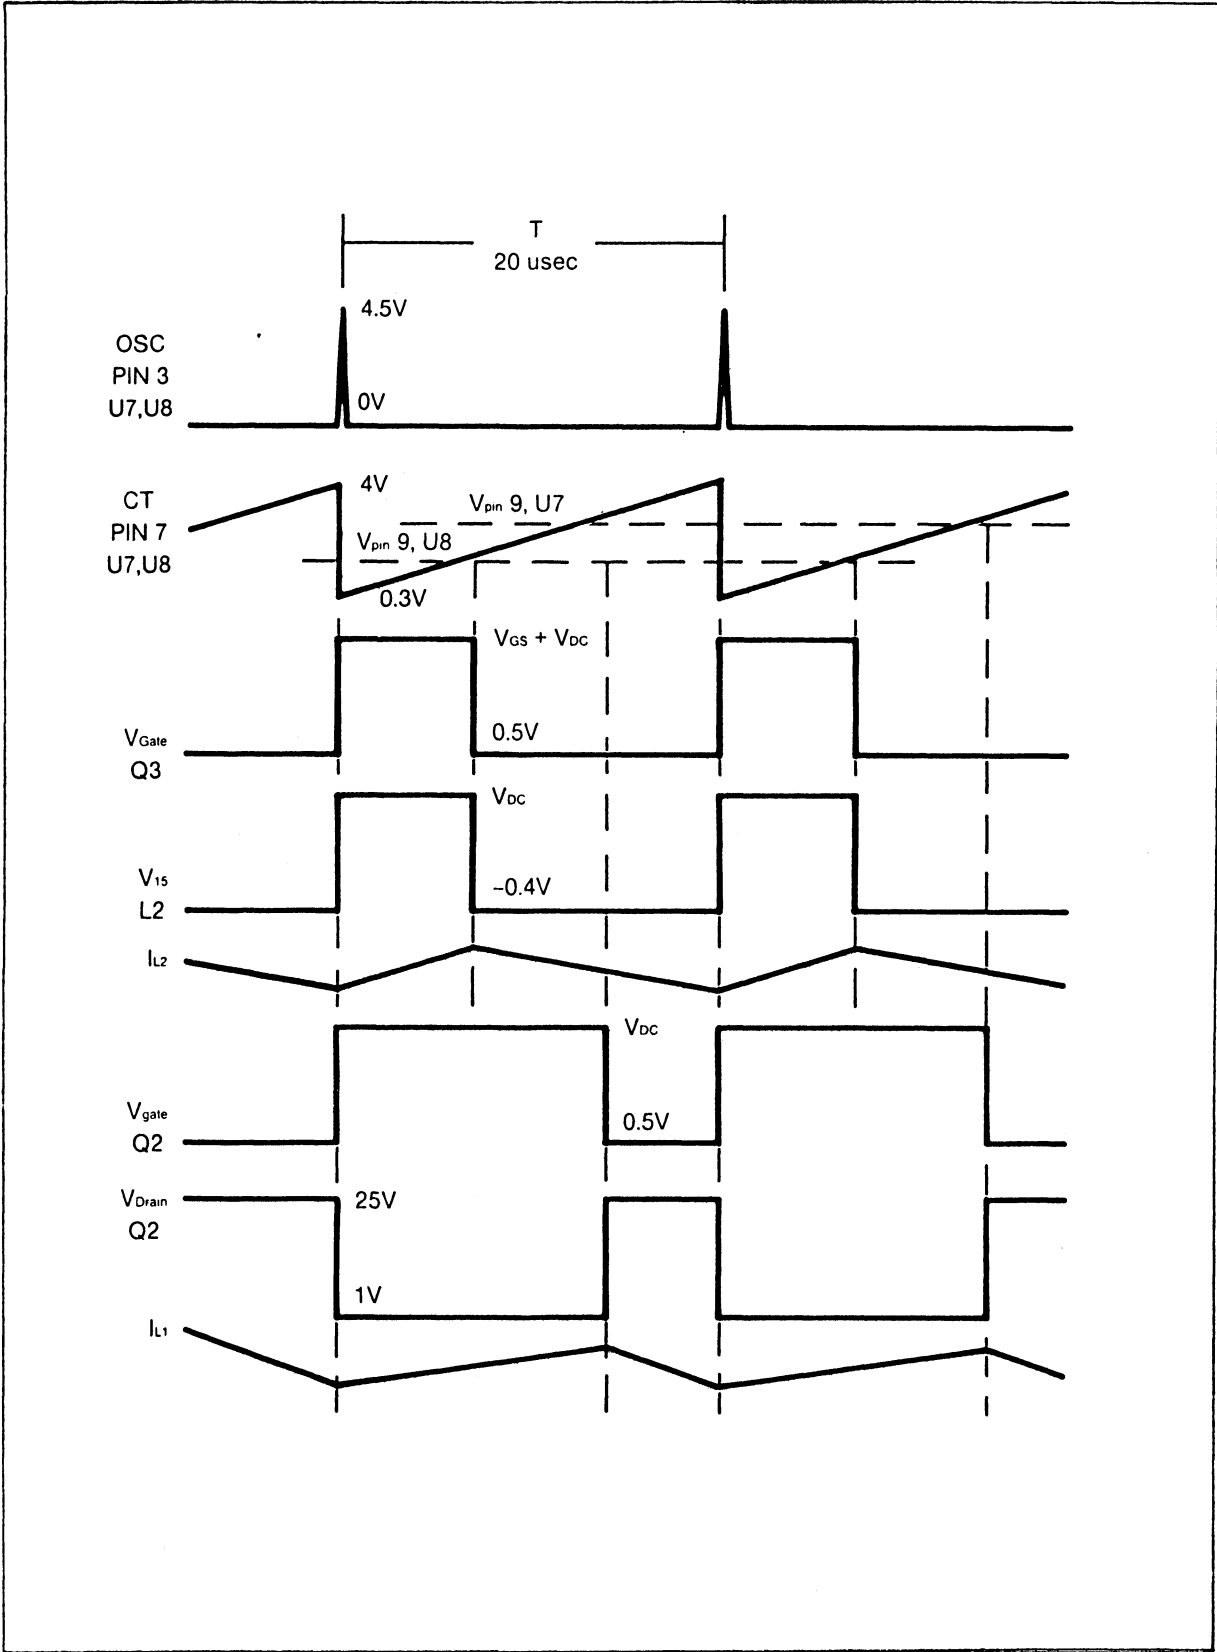 T
20 usec
4.5V
OSC
PIN 3
U7,U8
0V
4V
CT
PIN 7
U7,U8
Vpin 9, U7
Vpin 9, U8
0.3V
VGS + VDC
0.5V
VGate
Q3
VDC
V15
L2
-0.4V
IL2
VDC
Vgate
Q2
0.5V
VDrain
Q2
25V
1V
IL1